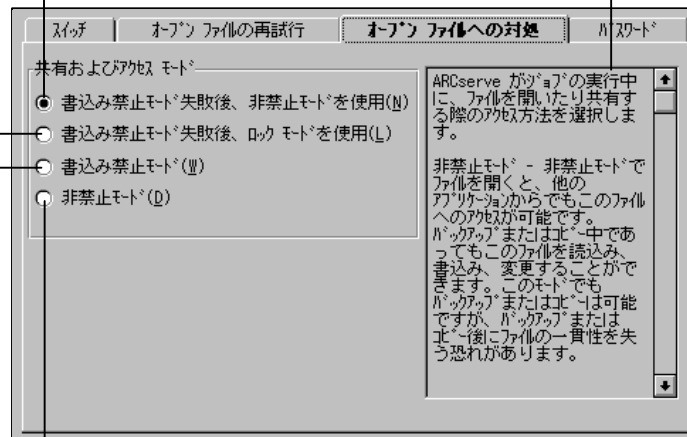 スイッチ
オープン ファイルの再試行
オープン ファイルへの対処
パスワード
共有およびアクセス モード
書込み禁止モード失敗後、非禁止モードを使用(N)
書込み禁止モード失敗後、ロック モードを使用(L)
書込み禁止モード(W)
非禁止モード(D)
ARCserve がジョブの実行中
に、ファイルを開いたり共有す
る際のアクセス方法を選択しま
す。
非禁止モード - 非禁止モードで
ファイルを開くと、他の
アプリケーションからでもこのファイル
へのアクセスが可能です。
バックアップまたはコピー中であ
ってもこのファイルを読込み、
書込み、変更することがで
きます。このモードでも
バックアップまたはコピーは可能
ですが、バックアップまたは
コピー後にファイルの一貫性を失
う恐れがあります。